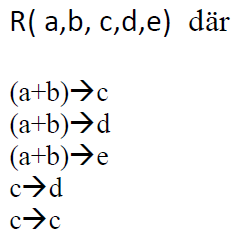 R( a,b, c,d,e) där
(a+b)→c
(a+b)→d
(a+b)→e
c→d
c→c